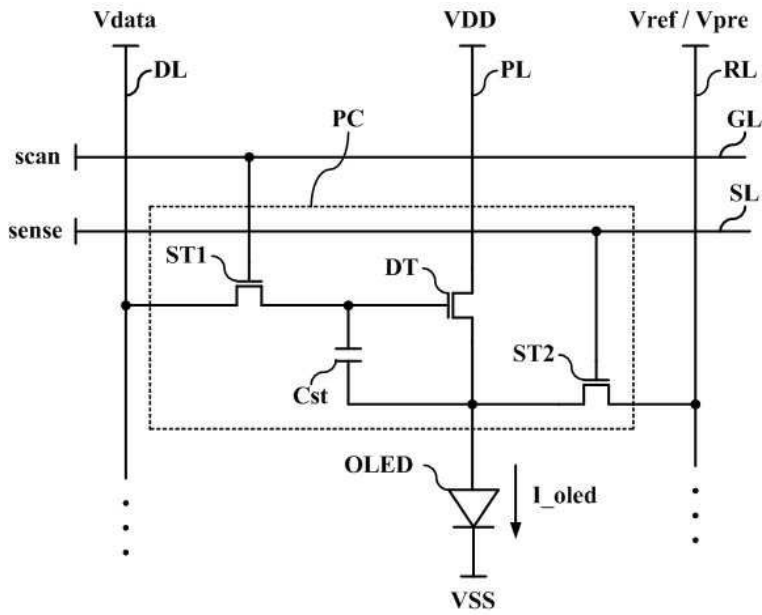 Vdata
VDD
Vref / Vpre
DL
PL
RL
PC
GL
scan
SL
sense
ST1
DT
ST2
Cst
OLED
I_oled
VSS